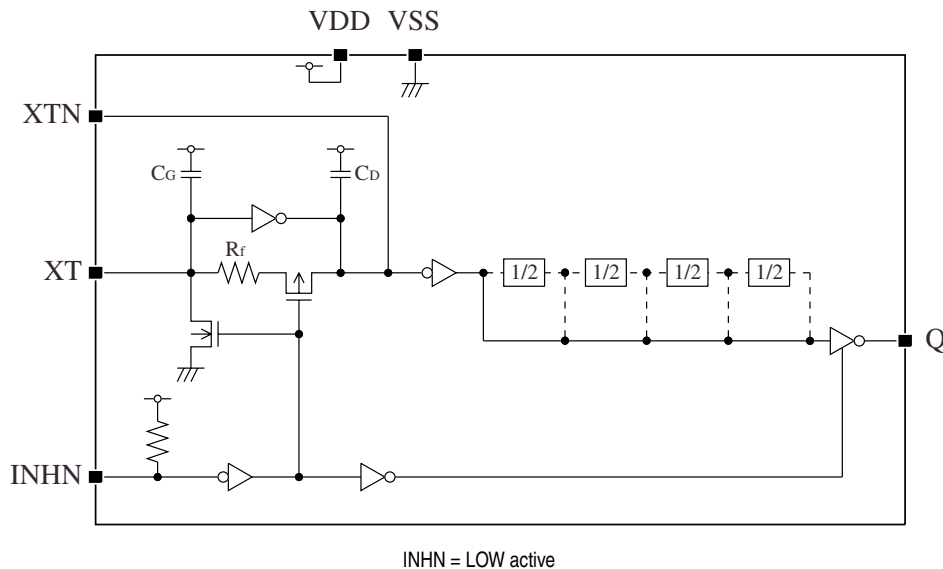 VDD VSS
XTN
CG CD
Rf
XT
1/2 1/2 1/2 1/2
Q
INHN
INHN = LOW active